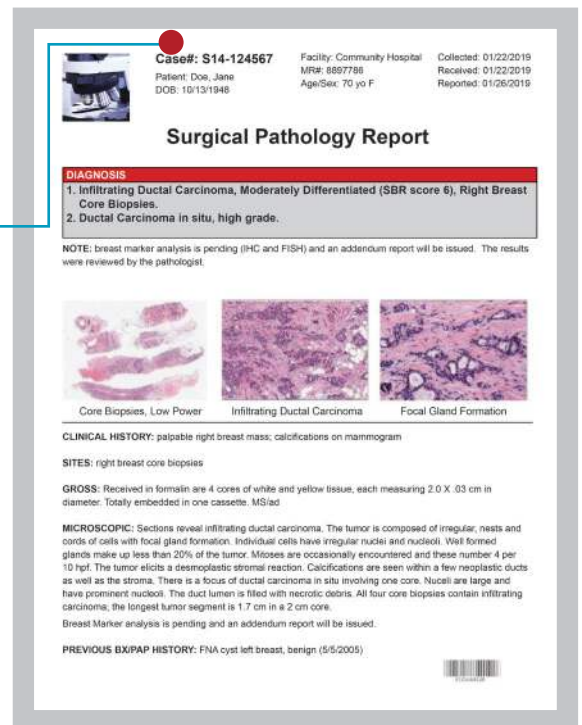 Case#: S14-124567
Patient: Doe, Jane
DOB: 10/13/1948
Facility: Community Hospital
MR#: 8897786
Age/Sex: 70 yo F
Collected: 01/22/2019
Received: 01/22/2019
Reported: 01/26/2019
Surgical Pathology Report
DIAGNOSIS
1. Infiltrating Ductal Carcinoma, Moderately Differentiated (SBR score 6), Right Breast
Core Biopsies.
2. Ductal Carcinoma in situ, high grade.
NOTE: breast marker analysis is pending (IHC and FISH) and an addendum report will be issued. The results
were reviewed by the pathologist.
Core Biopsies, Low Power
Infiltrating Ductal Carcinoma
Focal Gland Formation
CLINICAL HISTORY: palpable right breast mass; calcifications on mammogram
SITES: right breast core biopsies
GROSS: Received in formalin are 4 cores of white and yellow tissue, each measuring 2.0 X .03 cm in
diameter. Totally embedded in one cassette. MS/ad
MICROSCOPIC: Sections reveal infiltrating ductal carcinoma. The tumor is composed of irregular, nests and
cords of cells with focal gland formation. Individual cells have irregular nuclei and nucleoli. Well formed
glands make up less than 20% of the tumor. Mitoses are occasionally encountered and these number 4 per
10 hpf. The tumor elicits a desmoplastic stromal reaction. Calcifications are seen within a few neoplastic ducts
as well as the stroma. There is a focus of ductal carcinoma in situ involving one core. Nuceli are large and
have prominent nucleoli. The duct lumen is filled with necrotic debris. All four core biopsies contain infiltrating
carcinoma; the longest tumor segment is 1.7 cm in a 2 cm core.
Breast Marker analysis is pending and an addendum report will be issued.
PREVIOUS BX/PAP HISTORY: FNA cyst left breast, benign (5/5/2005)